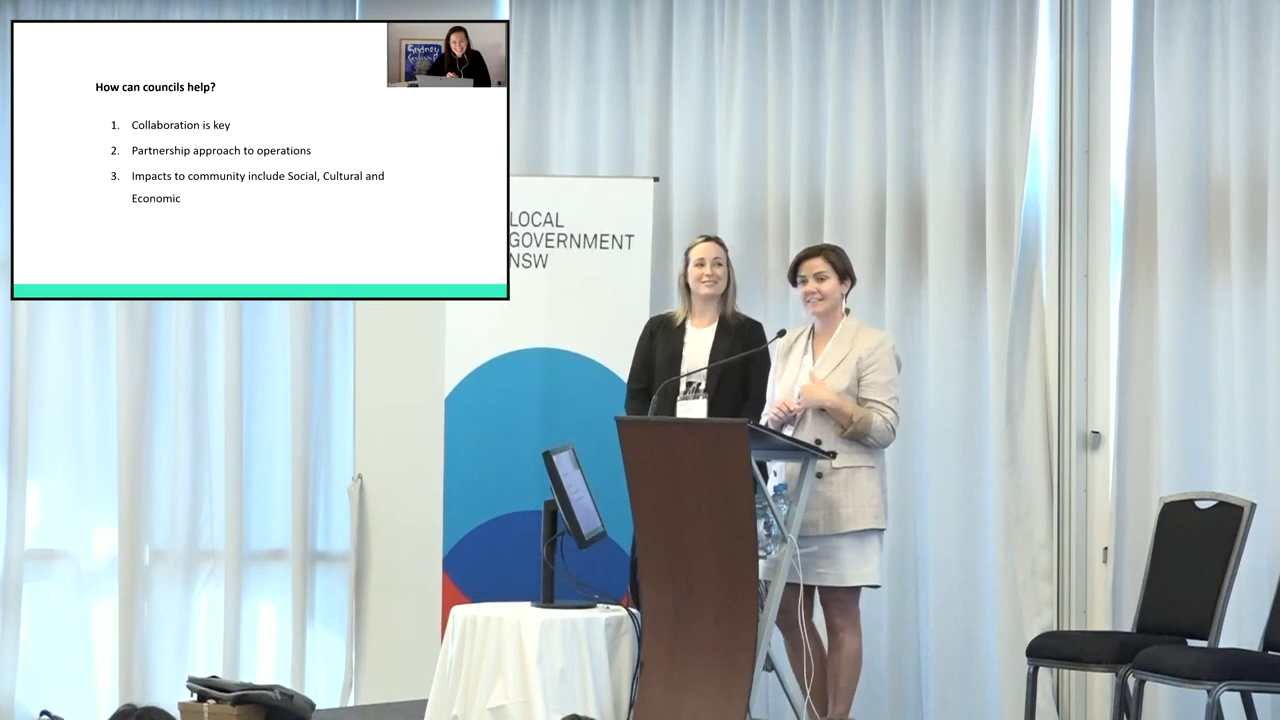 How can councils help?
1. Collaboration is key
2. Partnership approach to operations
3. Impacts to community include Social, Cultural and
Economic
Sydney
LOCAL
GOVERNMENT
NSW